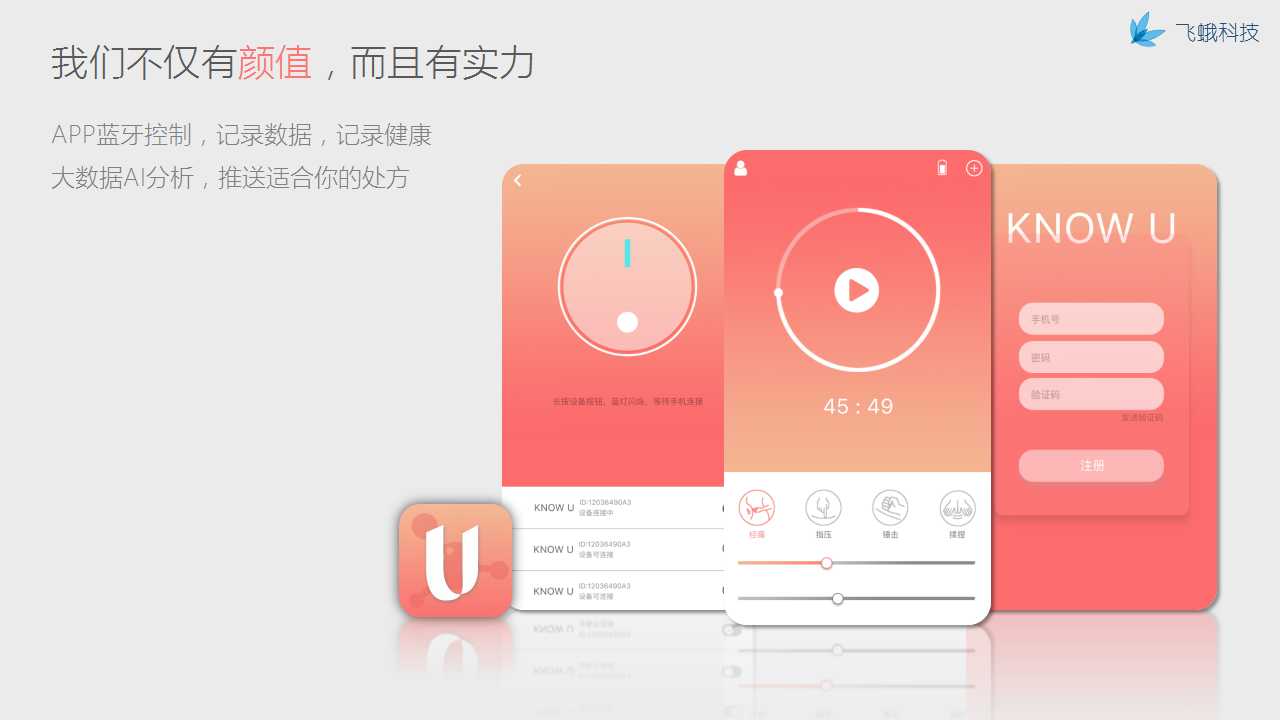 飞蛾科技
我们不仅有颜值，而且有实力
APP蓝牙控制，记录数据，记录健康
大数据AI分析，推送适合你的处方
长按设备按钮，蓝灯闪烁，等待手机连接
KNOW U
ID:12036490A3
设备连接中
KNOW U
ID:12036490A3
设备可连接
KNOW U
ID:12036490A3
设备可连接
45 : 49
经痛
指压
捶击
揉捏
KNOW U
手机号
密码
验证码
发送验证码
注册
U